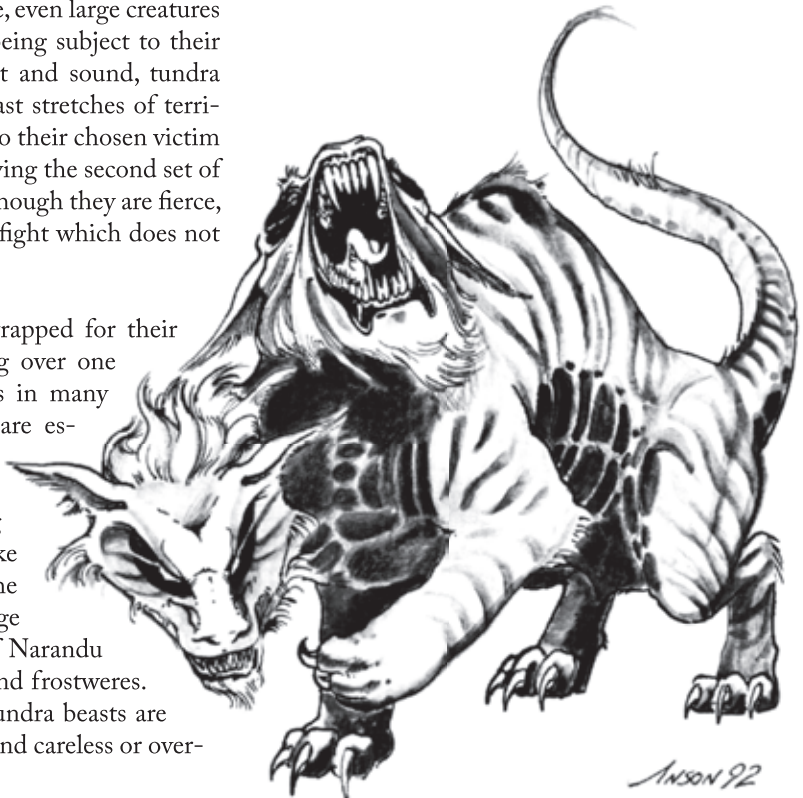 e, even large creatures
being subject to their
t and sound, tundra
ast stretches of terri-
o their chosen victim
ving the second set of
hough they are fierce,
fight which does not
rapped for their
g over one
s in many
are es-
ke
ne
ge
f Narandu
nd frostweres.
undra beasts are
nd careless or over-
ANSON 92